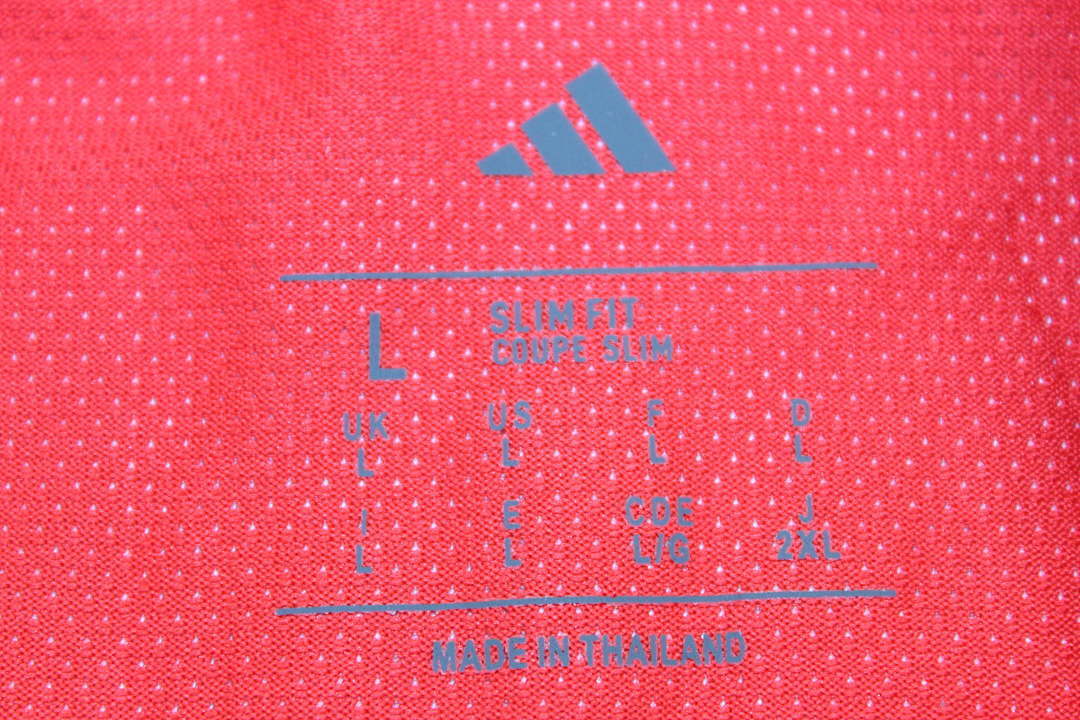 L SLIM FIT
COUPE SLIM
UK US F D
L L L L
I E CDE J
L L L/G 2XL
MADE IN THAILAND